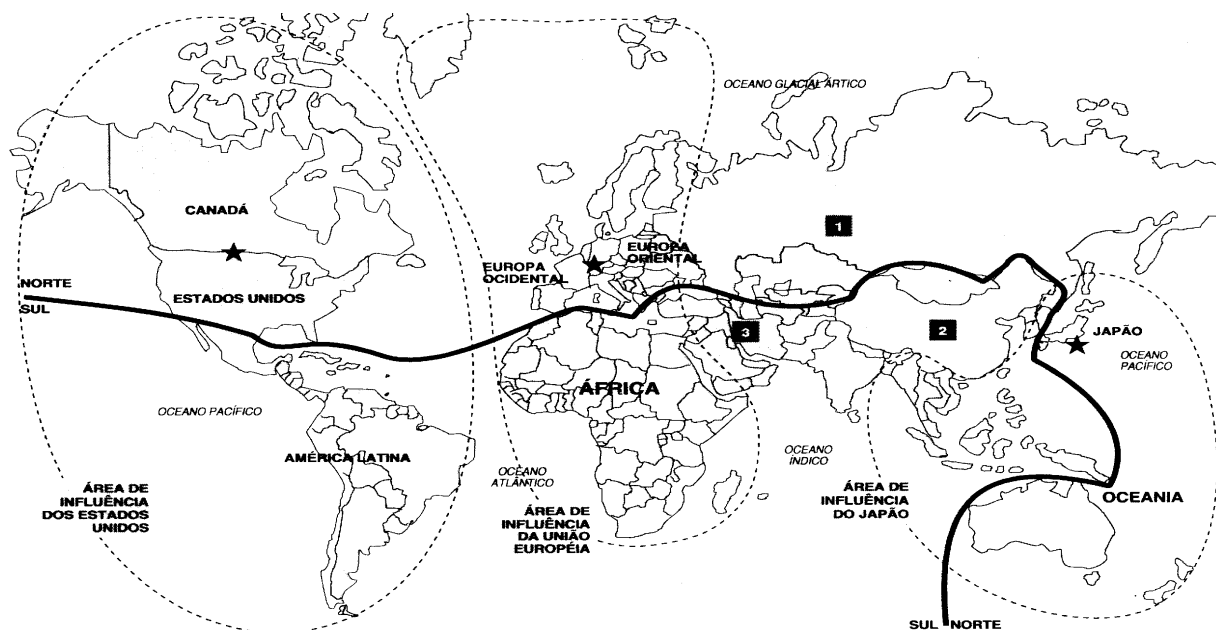 OCEANO GLACIAL ÁRTICO
1
CANADÁ
EUROPA
ORIENTAL
EUROPA
OCIDENTAL
NORTE
SUL
ESTADOS UNIDOS
3
2
JAPÃO
OCEANO
PACÍFICO
ÁFRICA
OCEANO PACÍFICO
AMÉRICA LATINA
OCEANO
ATLÂNTICO
OCEANO
ÍNDICO
ÁREA DE
INFLUÊNCIA
DOS ESTADOS
UNIDOS
ÁREA DE
INFLUÊNCIA
DA UNIÃO
EUROPÉIA
ÁREA DE
INFLUÊNCIA
DO JAPÃO
OCEANIA
SUL
NORTE